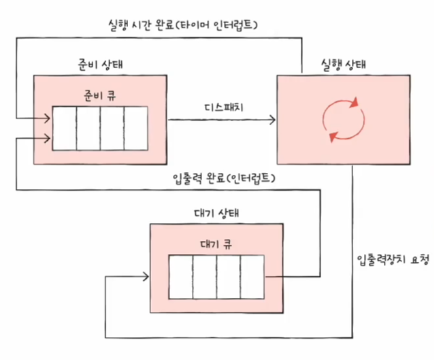 실행 시간 완료(타이머 인터럽트)
준비 상태
실행 상태
준비 큐
디스패치
입출력 완료(인터럽트)
대기 상태
대기 큐
입출력장치 요청